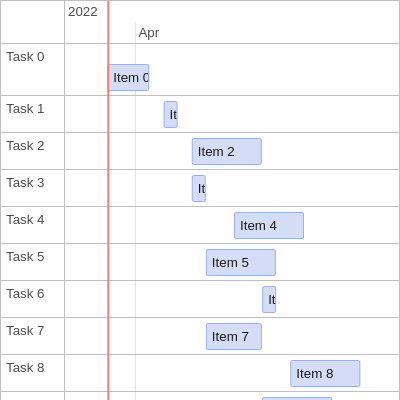 2022
Apr
Task 0
Item 0
Task 1
It
Task 2
Item 2
Task 3
It
Task 4
Item 4
Task 5
Item 5
Task 6
It
Task 7
Item 7
Task 8
Item 8